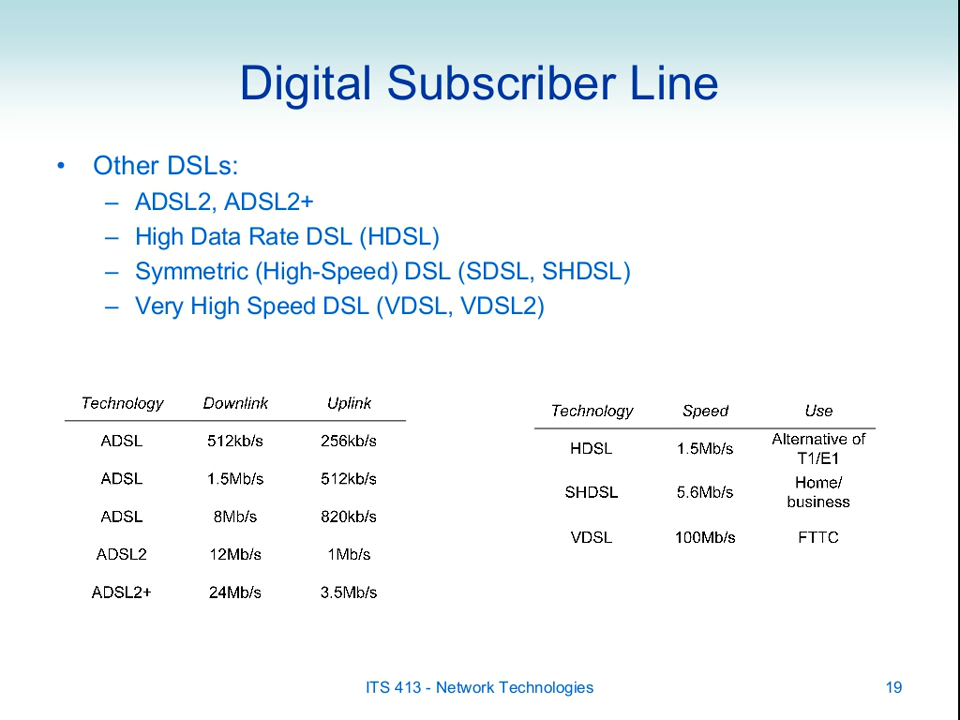 Digital Subscriber Line
• Other DSLs:
– ADSL2, ADSL2+
– High Data Rate DSL (HDSL)
– Symmetric (High-Speed) DSL (SDSL, SHDSL)
– Very High Speed DSL (VDSL, VDSL2)
Technology Downlink Uplink
ADSL 512kb/s 256kb/s
ADSL 1.5Mb/s 512kb/s
ADSL 8Mb/s 820kb/s
ADSL2 12Mb/s 1Mb/s
ADSL2+ 24Mb/s 3.5Mb/s
Technology Speed Use
HDSL 1.5Mb/s Alternative of
T1/E1
SHDSL 5.6Mb/s Home/
business
VDSL 100Mb/s FTTC
ITS 413 - Network Technologies 19